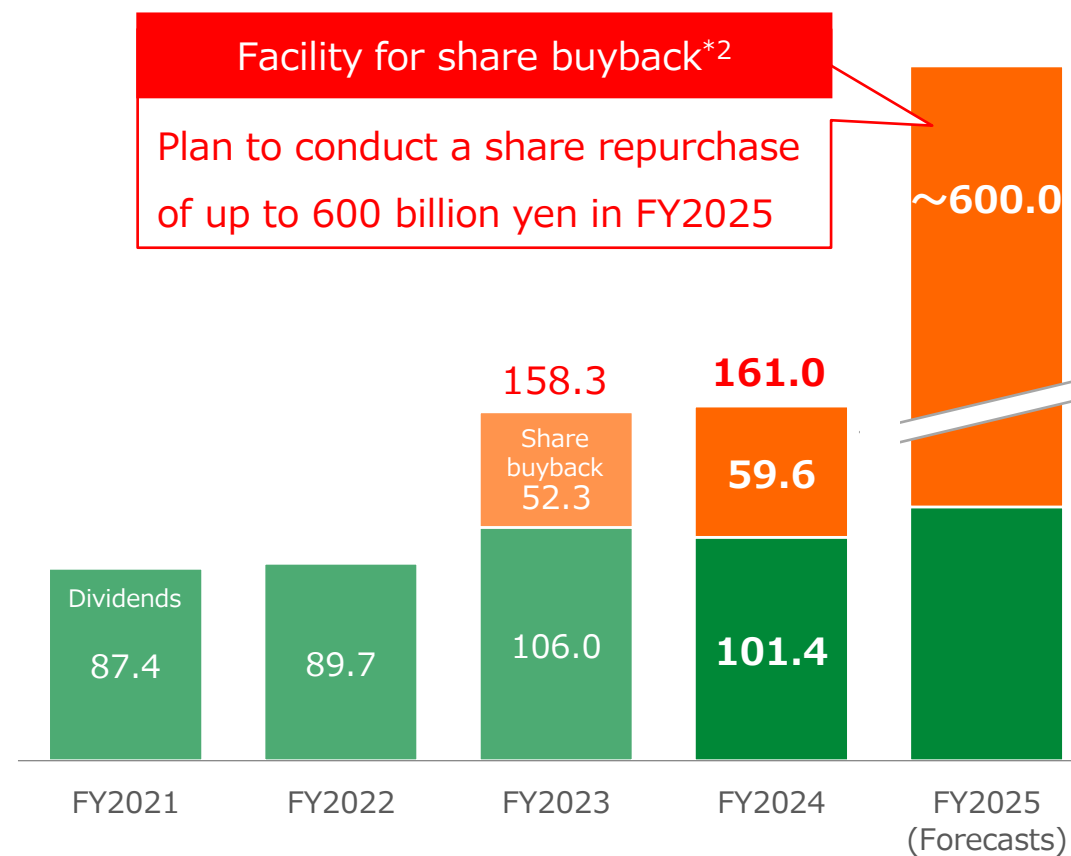 Facility for share buyback*2
Plan to conduct a share repurchase
of up to 600 billion yen in FY2025
～600.0
158.3
161.0
Share
buyback
52.3
59.6
Dividends
87.4
89.7
106.0
101.4
FY2021
FY2022
FY2023
FY2024
FY2025
(Forecasts)